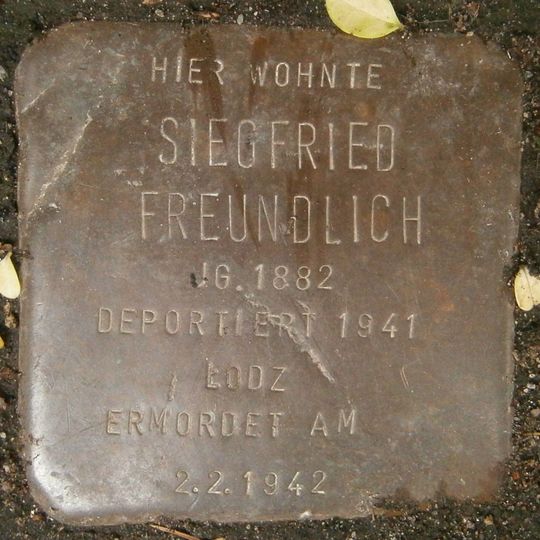 HIER WOHNTE
SIEGFRIED
FREUNDLICH
JG. 1882
DEPORTIERT 1941
LODZ
ERMORDET AM
2.2.1942